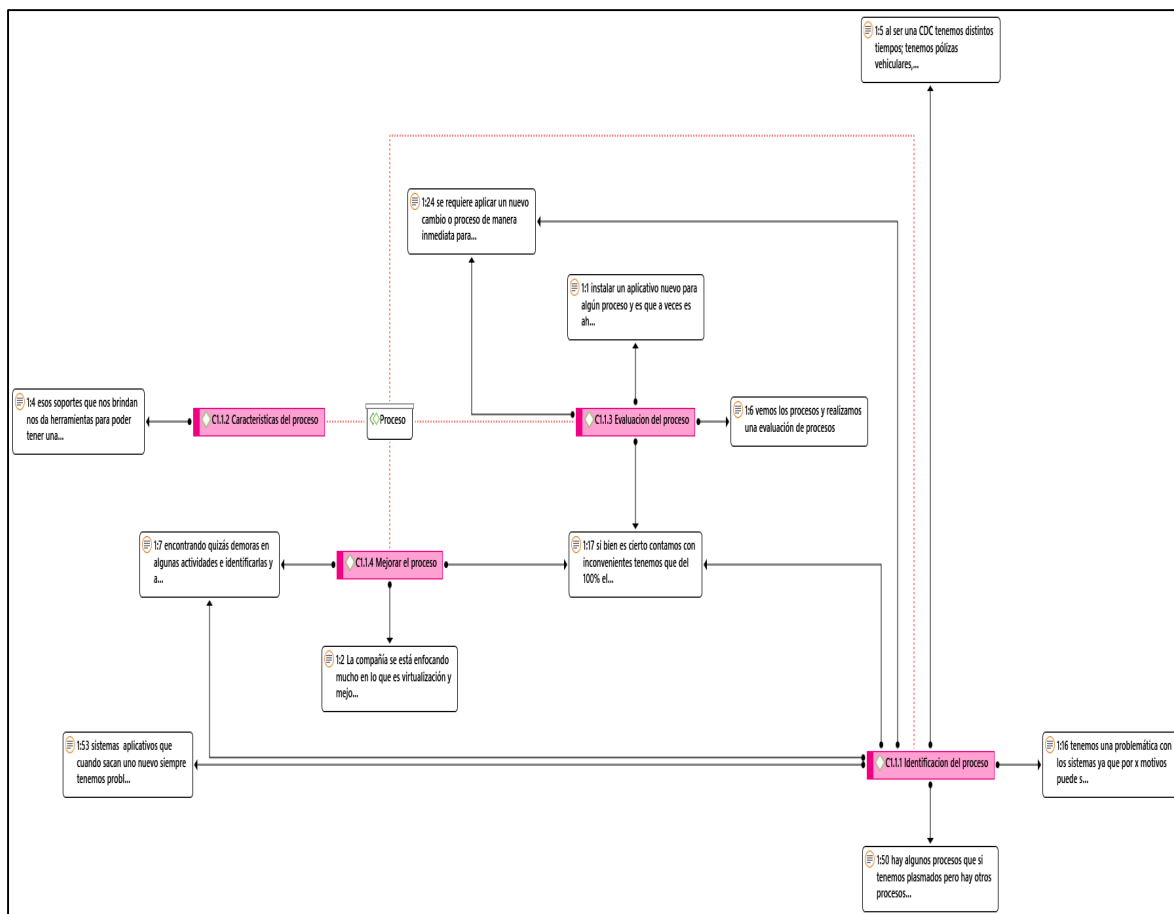 1:5 al ser una CDC tenemos distintos
tiempos; tenemos pólizas
vehiculares,...
1:24 se requiere aplicar un nuevo
cambio o proceso de manera
inmediata para...
1:1 instalar un aplicativo nuevo para
algún proceso y es que a veces es
ah...
1:4 esos soportes que nos brindan
nos da herramientas para poder
tener una...
C1.1.2 Caracteristicas del proceso
Proceso
C1.1.3 Evaluacion del proceso
1:6 vemos los procesos y realizamos
una evaluación de procesos
1:7 encontrando quizás demoras en
algunas actividades e identificarlas y
a...
C1.1.4 Mejorar el proceso
1:17 si bien es cierto contamos con
inconvenientes tenemos que del
100% el...
1:2 La compañía se está enfocando
mucho en lo que es virtualización y
mejo...
1:53 sistemas aplicativos que
cuando sacan uno nuevo siempre
tenemos probl...
C1.1.1 Identificacion del proceso
1:16 tenemos una problemática con
los sistemas ya que por x motivos
puede s...
1:50 hay algunos procesos que si
tenemos plasmados pero hay otros
procesos...